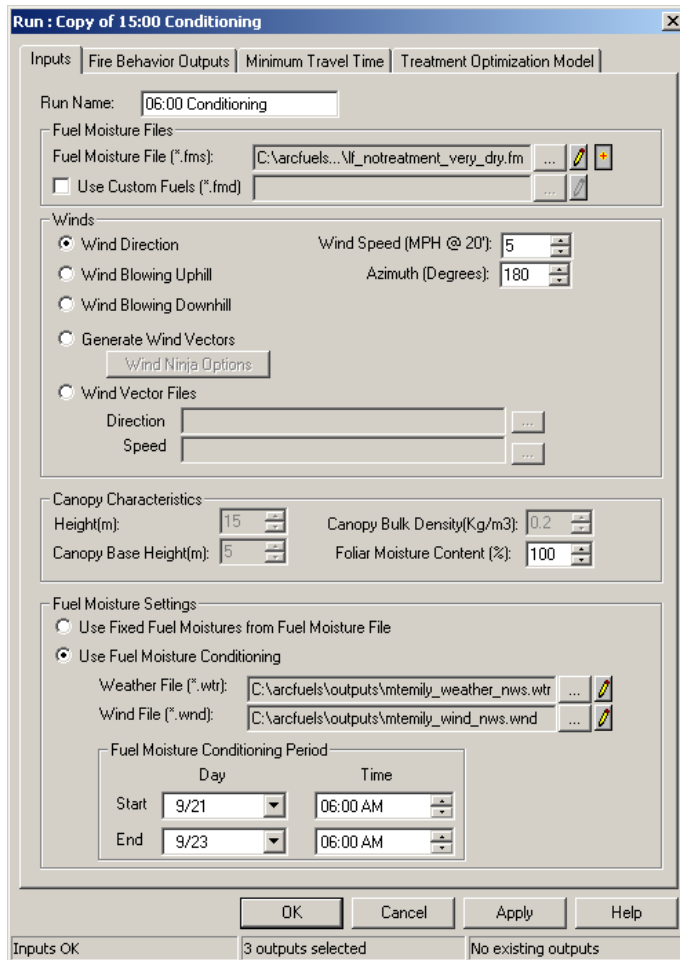 Run : Copy of 15:00 Conditioning
Inputs
Fire Behavior Outputs
Minimum Travel Time
Treatment Optimization Model
Run Name: 06:00 Conditioning
Fuel Moisture Files
Fuel Moisture File (*.fms): C:\arcfuels...\lf_notreatment_very_dry.fm ...
Use Custom Fuels (*.fmd) ...
Winds
Wind Direction
Wind Speed (MPH @ 20'): 5
Wind Blowing Uphill
Azimuth (Degrees): 180
Wind Blowing Downhill
Generate Wind Vectors
Wind Ninja Options
Wind Vector Files
Direction ...
Speed ...
Canopy Characteristics
Height(m): 15
Canopy Bulk Density(Kg/m3): 0.2
Canopy Base Height(m): 5
Foliar Moisture Content (%): 100
Fuel Moisture Settings
Use Fixed Fuel Moistures from Fuel Moisture File
Use Fuel Moisture Conditioning
Weather File (*.wtr): C:\arcfuels\outputs\mtemily_weather_nws.wtr ...
Wind File (*.wnd): C:\arcfuels\outputs\mtemily_wind_nws.wnd ...
Fuel Moisture Conditioning Period
Day Time
Start 9/21 06:00 AM
End 9/23 06:00 AM
OK Cancel Apply Help
Inputs OK 3 outputs selected No existing outputs